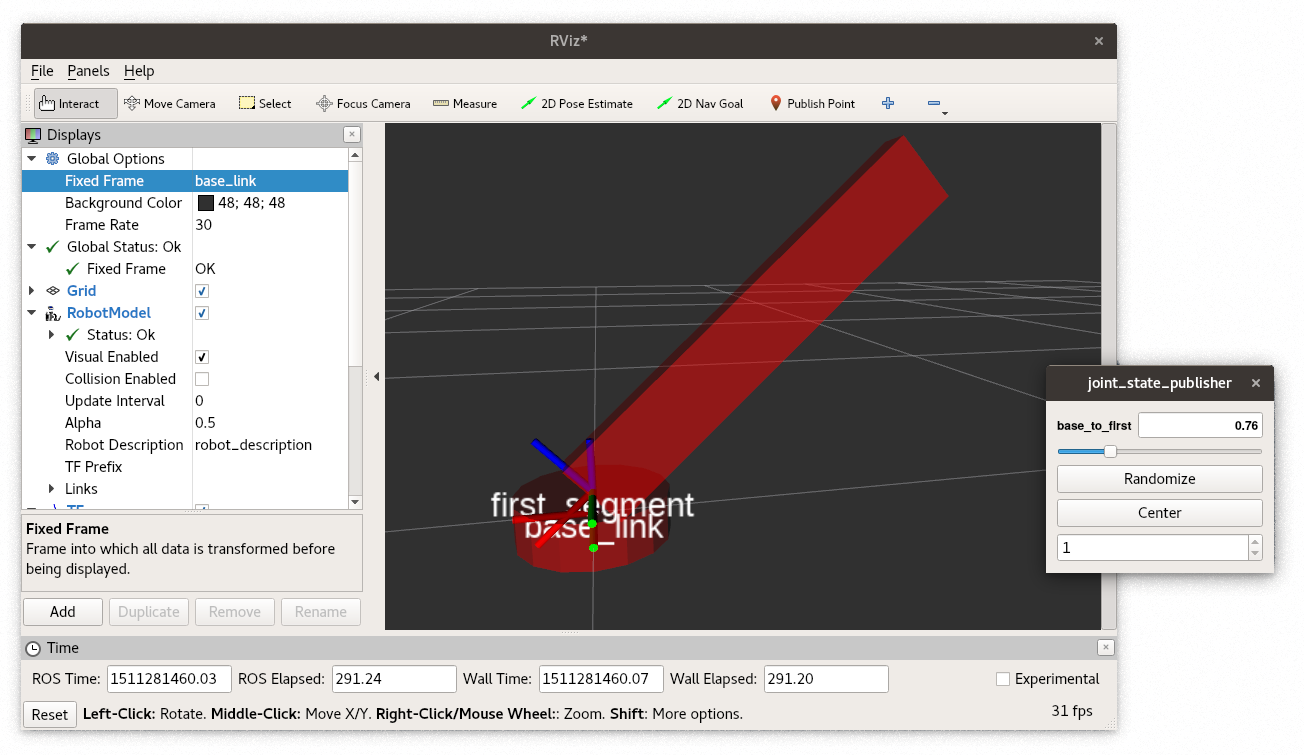 RViz*
File Panels Help
Interact Move Camera Select Focus Camera Measure 2D Pose Estimate 2D Nav Goal Publish Point
Displays
Global Options
Fixed Frame base_link
Background Color 48; 48; 48
Frame Rate 30
Global Status: Ok
Fixed Frame OK
Grid
RobotModel
Status: Ok
Visual Enabled
Collision Enabled
Update Interval 0
Alpha 0.5
Robot Description robot_description
TF Prefix
Links
TF
Fixed Frame
Frame into which all data is transformed before
being displayed.
Add Duplicate Remove Rename
first_segment
base_link
joint_state_publisher
base_to_first 0.76
Randomize
Center
1
Time
ROS Time: 1511281460.03 ROS Elapsed: 291.24 Wall Time: 1511281460.07 Wall Elapsed: 291.20 Experimental
Reset Left-Click: Rotate. Middle-Click: Move X/Y. Right-Click/Mouse Wheel:: Zoom. Shift: More options. 31 fps